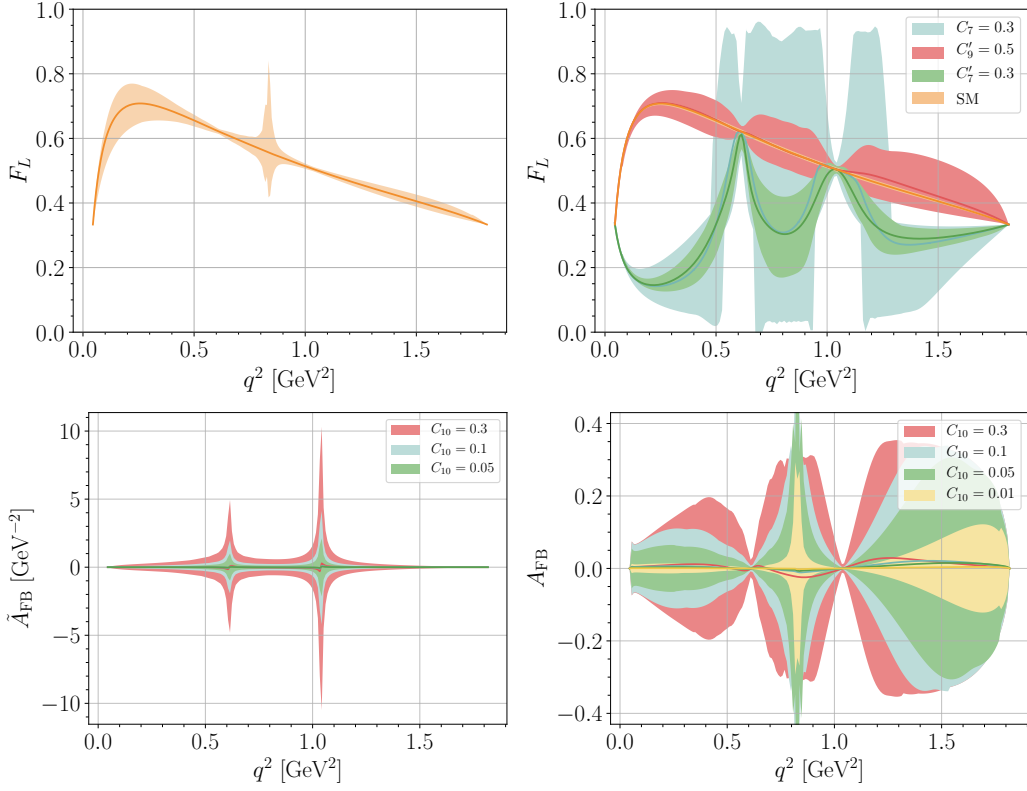 1.0
0.8
0.6
0.4
0.2
0.0
F_L
0.0 0.5 1.0 1.5
q^2 [GeV^2]
1.0
0.8
0.6
0.4
0.2
0.0
F_L
0.0 0.5 1.0 1.5
q^2 [GeV^2]
C_7 = 0.3
C'_9 = 0.5
C'_7 = 0.3
SM
10
5
0
−5
−10
Ã_FB [GeV^−2]
0.0 0.5 1.0 1.5
q^2 [GeV^2]
C_10 = 0.3
C_10 = 0.1
C_10 = 0.05
0.4
0.2
0.0
−0.2
−0.4
A_FB
0.0 0.5 1.0 1.5
q^2 [GeV^2]
C_10 = 0.3
C_10 = 0.1
C_10 = 0.05
C_10 = 0.01